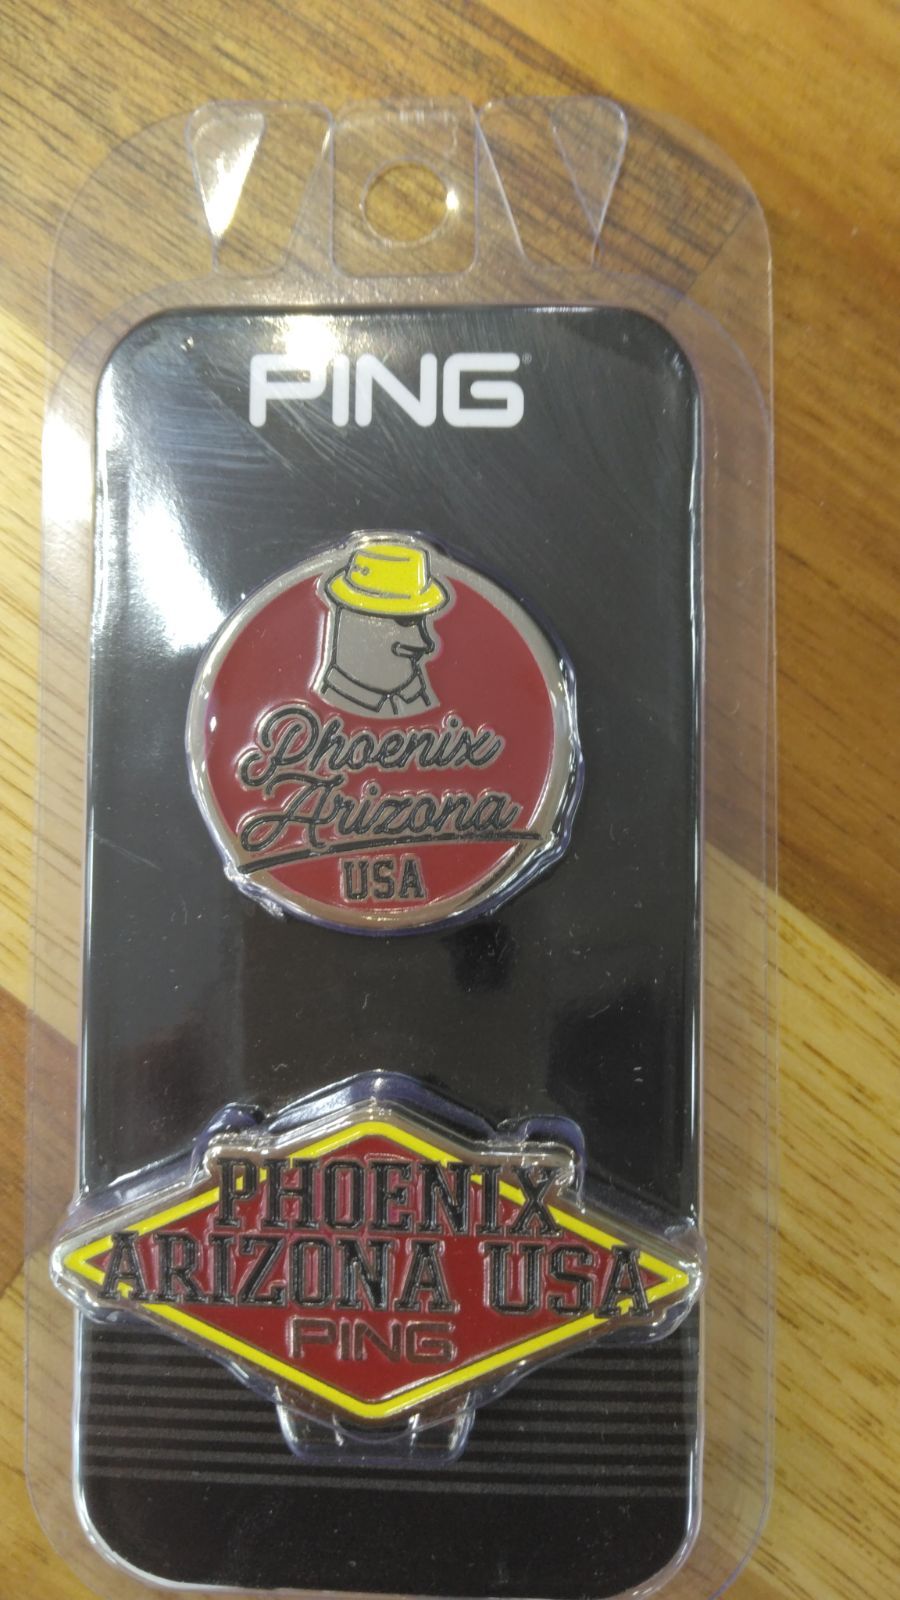 PING®
Phoenix
Arizona
USA
PHOENIX
ARIZONA USA
PING